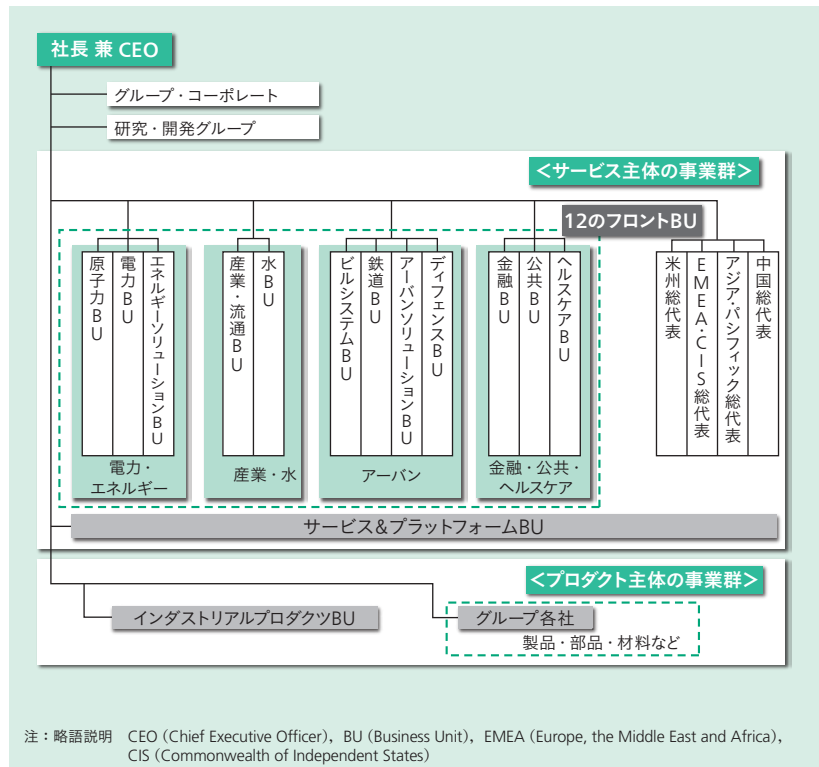 社長 兼 CEO
グループ・コーポレート
研究・開発グループ
<サービス主体の事業群>
12のフロントBU
原子力BU
電力BU
エネルギーソリューションBU
電力・
エネルギー
産業・流通BU
水BU
産業・水
ビルシステムBU
鉄道BU
アーバンソリューションBU
ディフェンスBU
アーバン
金融BU
公共BU
ヘルスケアBU
金融・公共・
ヘルスケア
米州総代表
EMEA・CIS総代表
アジア・パシフィック総代表
中国総代表
サービス&プラットフォームBU
<プロダクト主体の事業群>
インダストリアルプロダクツBU
グループ各社
製品・部品・材料など
注：略語説明 CEO（Chief Executive Officer），BU（Business Unit），EMEA（Europe, the Middle East and Africa），
CIS（Commonwealth of Independent States）